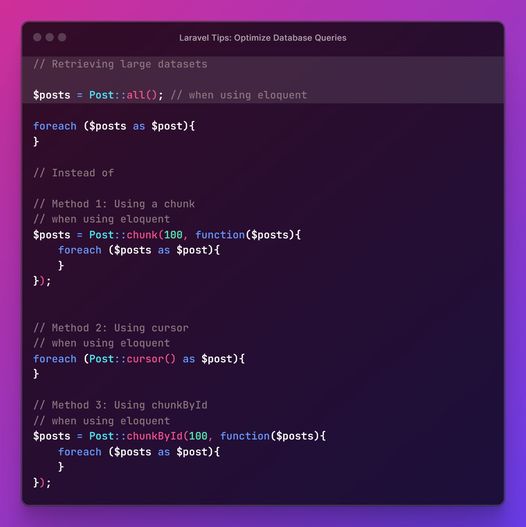 Laravel Tips: Optimize Database Queries
// Retrieving large datasets
$posts = Post::all(); // when using eloquent
foreach ($posts as $post){
}
// Instead of
// Method 1: Using a chunk
// when using eloquent
$posts = Post::chunk(100, function($posts){
    foreach ($posts as $post){
    }
});
// Method 2: Using cursor
// when using eloquent
foreach (Post::cursor() as $post){
}
// Method 3: Using chunkById
// when using eloquent
$posts = Post::chunkById(100, function($posts){
    foreach ($posts as $post){
    }
});